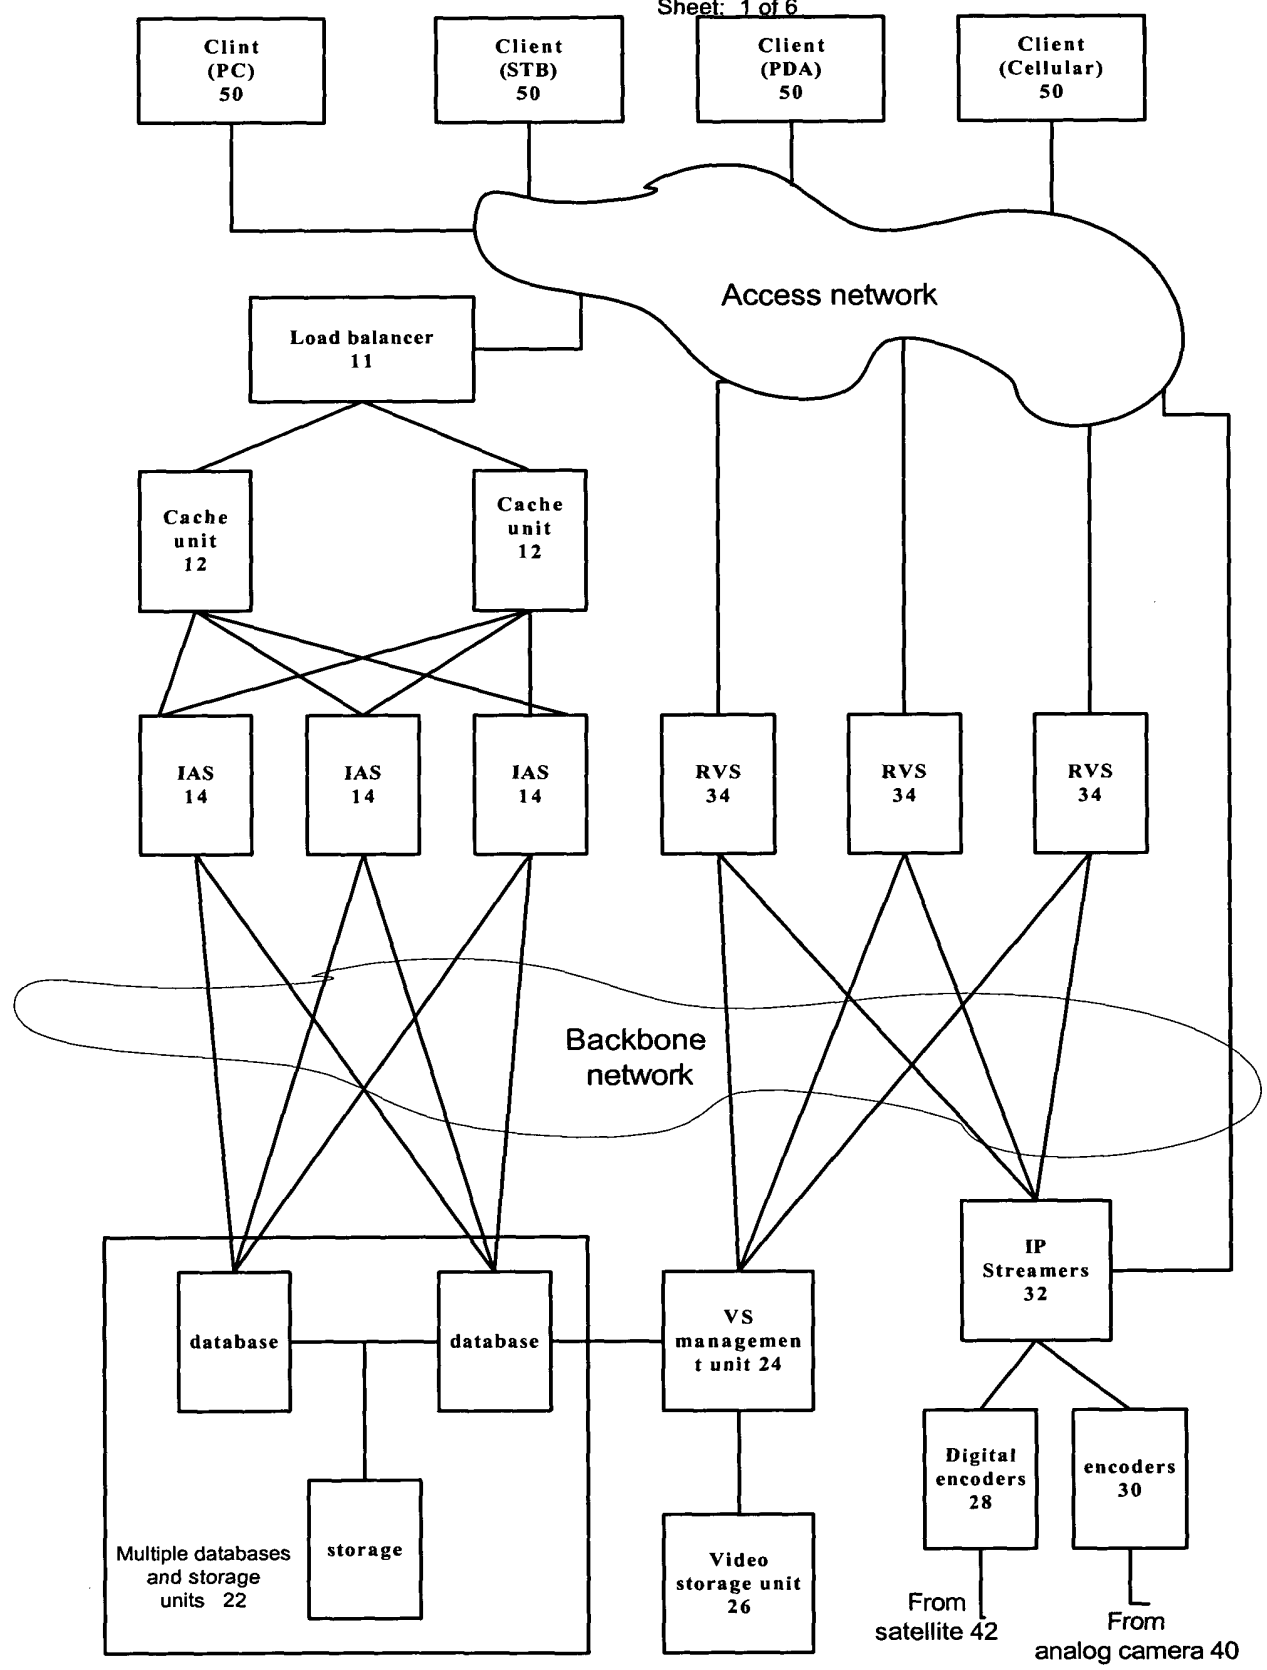 Sheet: 1 of 6
Clint
(PC)
50
Client
(STB)
50
Client
(PDA)
50
Client
(Cellular)
50
Access network
Load balancer
11
Cache
unit
12
Cache
unit
12
IAS
14
IAS
14
IAS
14
RVS
34
RVS
34
RVS
34
Backbone
network
database
database
VS
managemen
t unit 24
IP
Streamers
32
storage
Multiple databases
and storage
units 22
Video
storage unit
26
Digital
encoders
28
encoders
30
From
satellite 42
From
analog camera 40